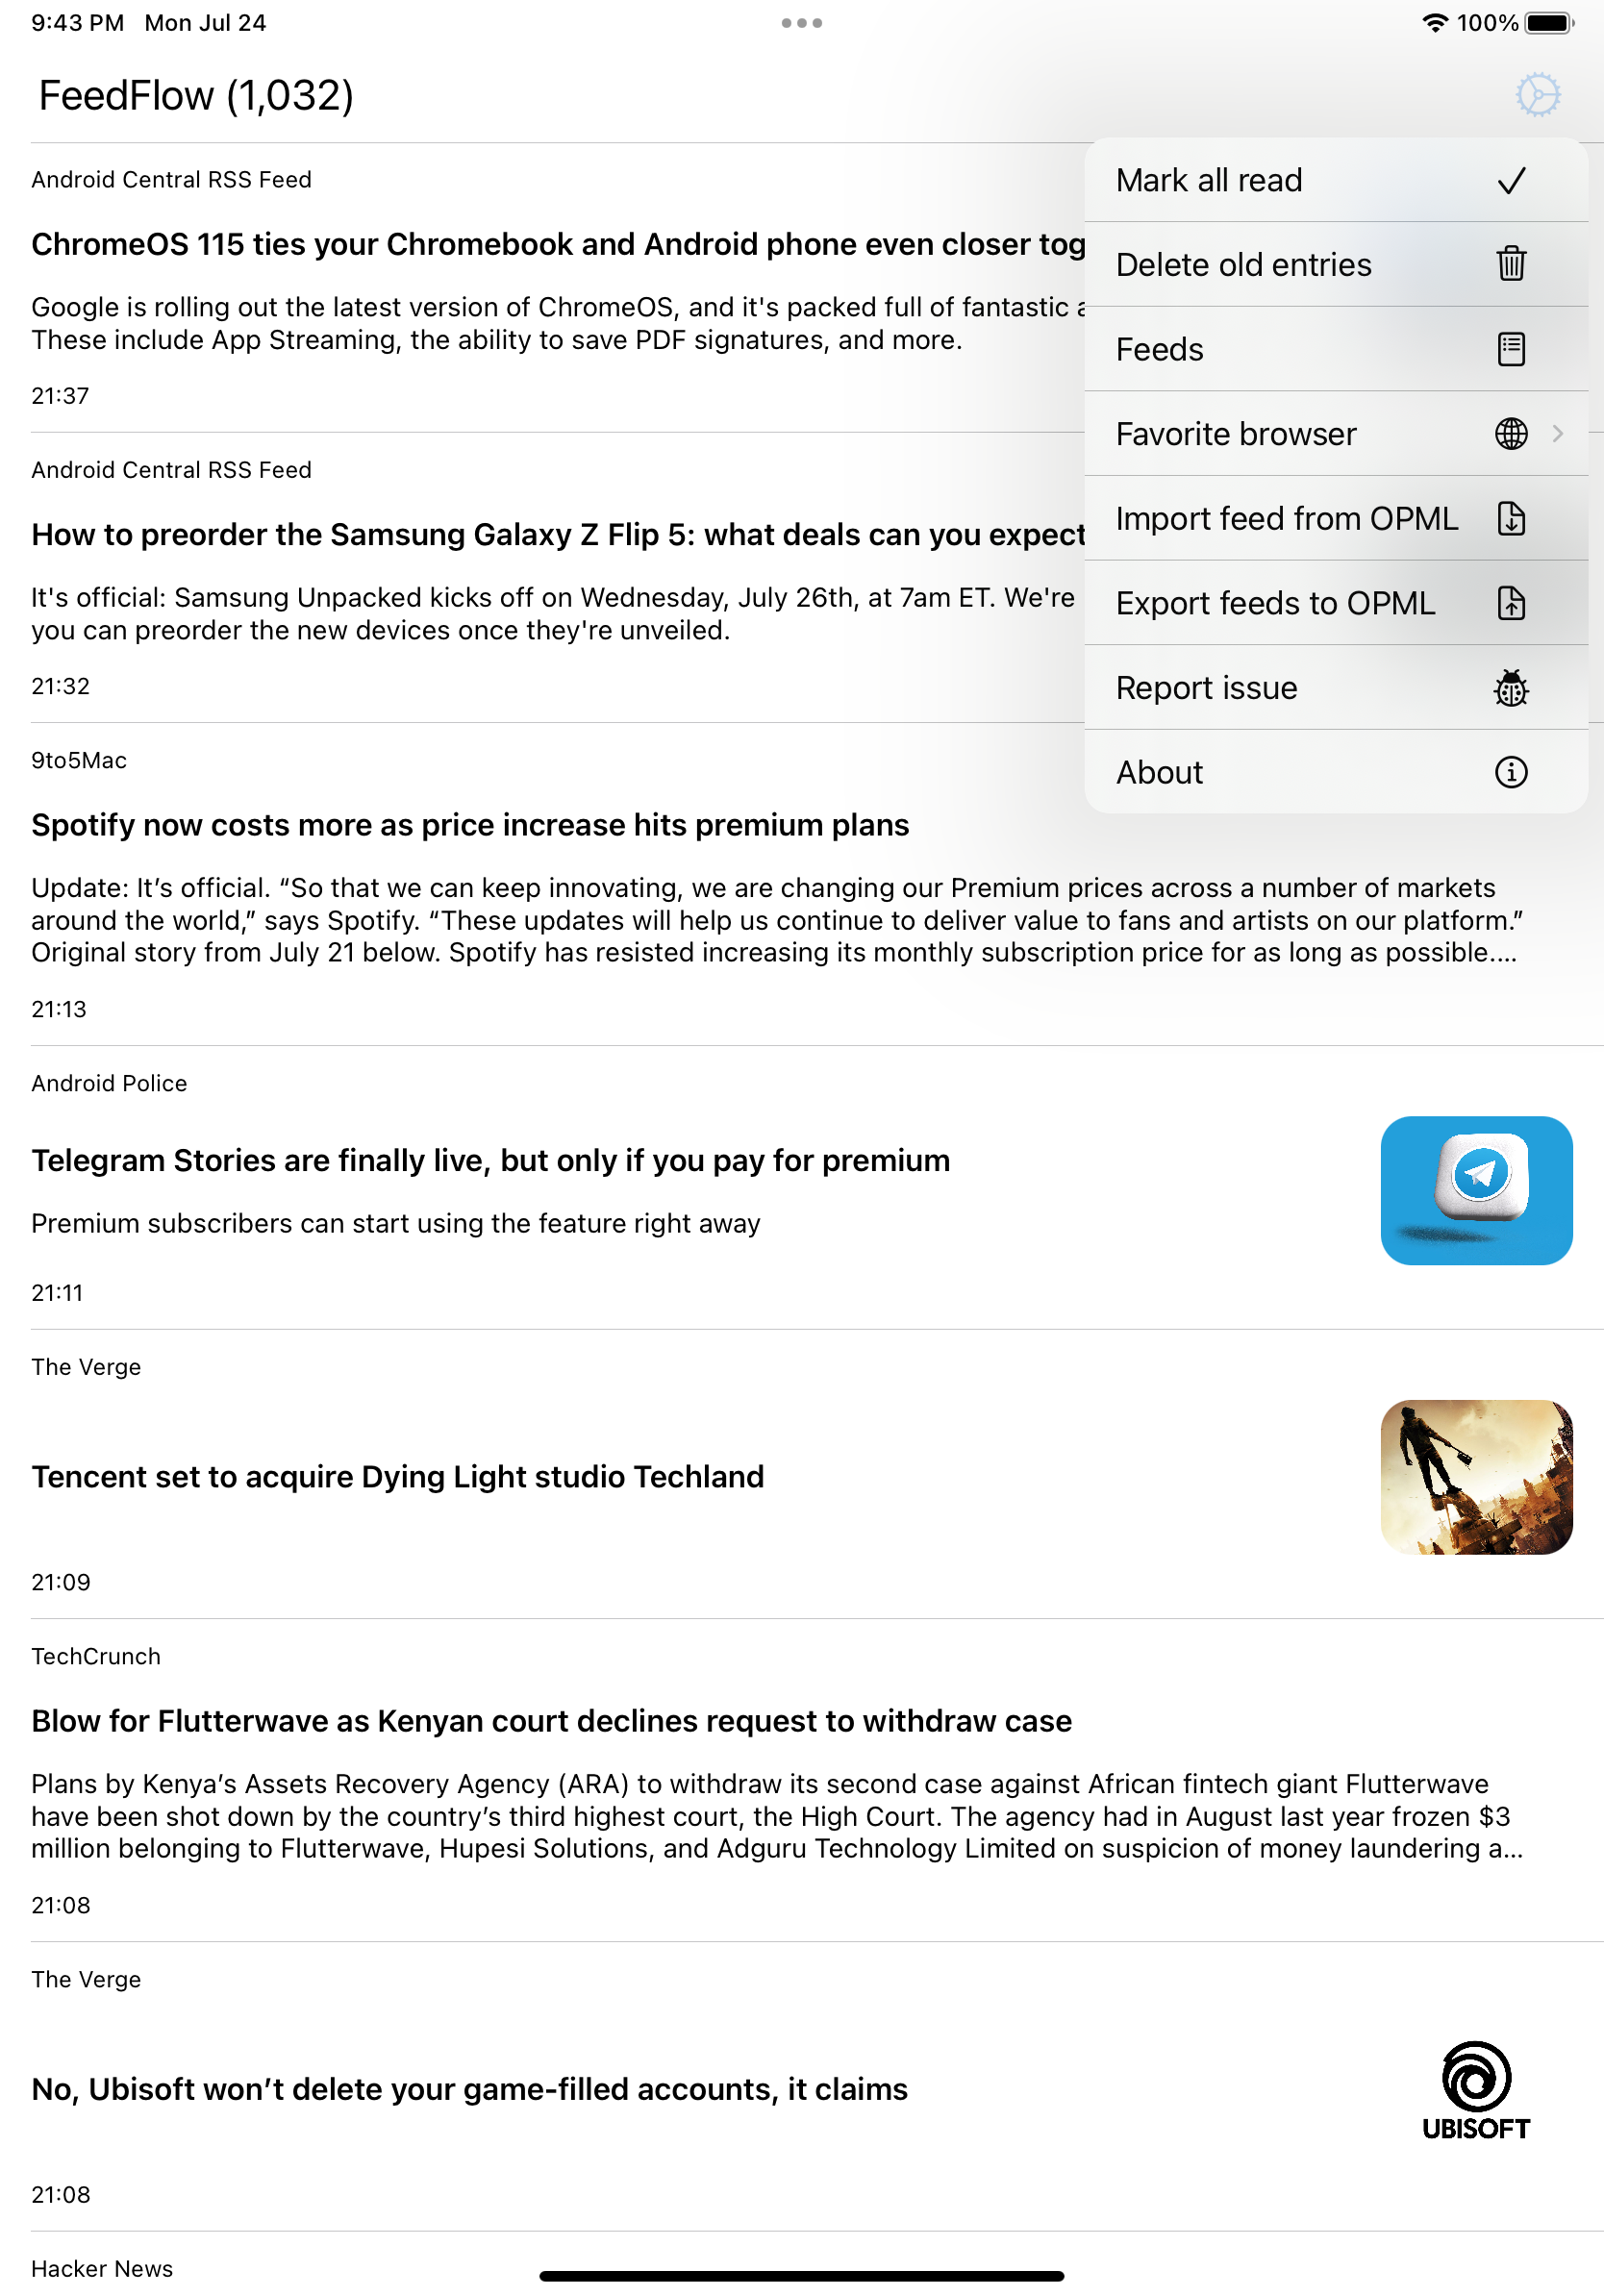 9:43 PM Mon Jul 24
100%
FeedFlow (1,032)
Mark all read
Delete old entries
Feeds
Favorite browser
Import feed from OPML
Export feeds to OPML
Report issue
About
Android Central RSS Feed
ChromeOS 115 ties your Chromebook and Android phone even closer tog
Google is rolling out the latest version of ChromeOS, and it's packed full of fantastic
These include App Streaming, the ability to save PDF signatures, and more.
21:37
Android Central RSS Feed
How to preorder the Samsung Galaxy Z Flip 5: what deals can you expect
It's official: Samsung Unpacked kicks off on Wednesday, July 26th, at 7am ET. We're
you can preorder the new devices once they're unveiled.
21:32
9to5Mac
Spotify now costs more as price increase hits premium plans
Update: It’s official. “So that we can keep innovating, we are changing our Premium prices across a number of markets
around the world,” says Spotify. “These updates will help us continue to deliver value to fans and artists on our platform.”
Original story from July 21 below. Spotify has resisted increasing its monthly subscription price for as long as possible....
21:13
Android Police
Telegram Stories are finally live, but only if you pay for premium
Premium subscribers can start using the feature right away
21:11
The Verge
Tencent set to acquire Dying Light studio Techland
21:09
TechCrunch
Blow for Flutterwave as Kenyan court declines request to withdraw case
Plans by Kenya’s Assets Recovery Agency (ARA) to withdraw its second case against African fintech giant Flutterwave
have been shot down by the country’s third highest court, the High Court. The agency had in August last year frozen $3
million belonging to Flutterwave, Hupesi Solutions, and Adguru Technology Limited on suspicion of money laundering a...
21:08
The Verge
No, Ubisoft won’t delete your game-filled accounts, it claims
UBISOFT
21:08
Hacker News